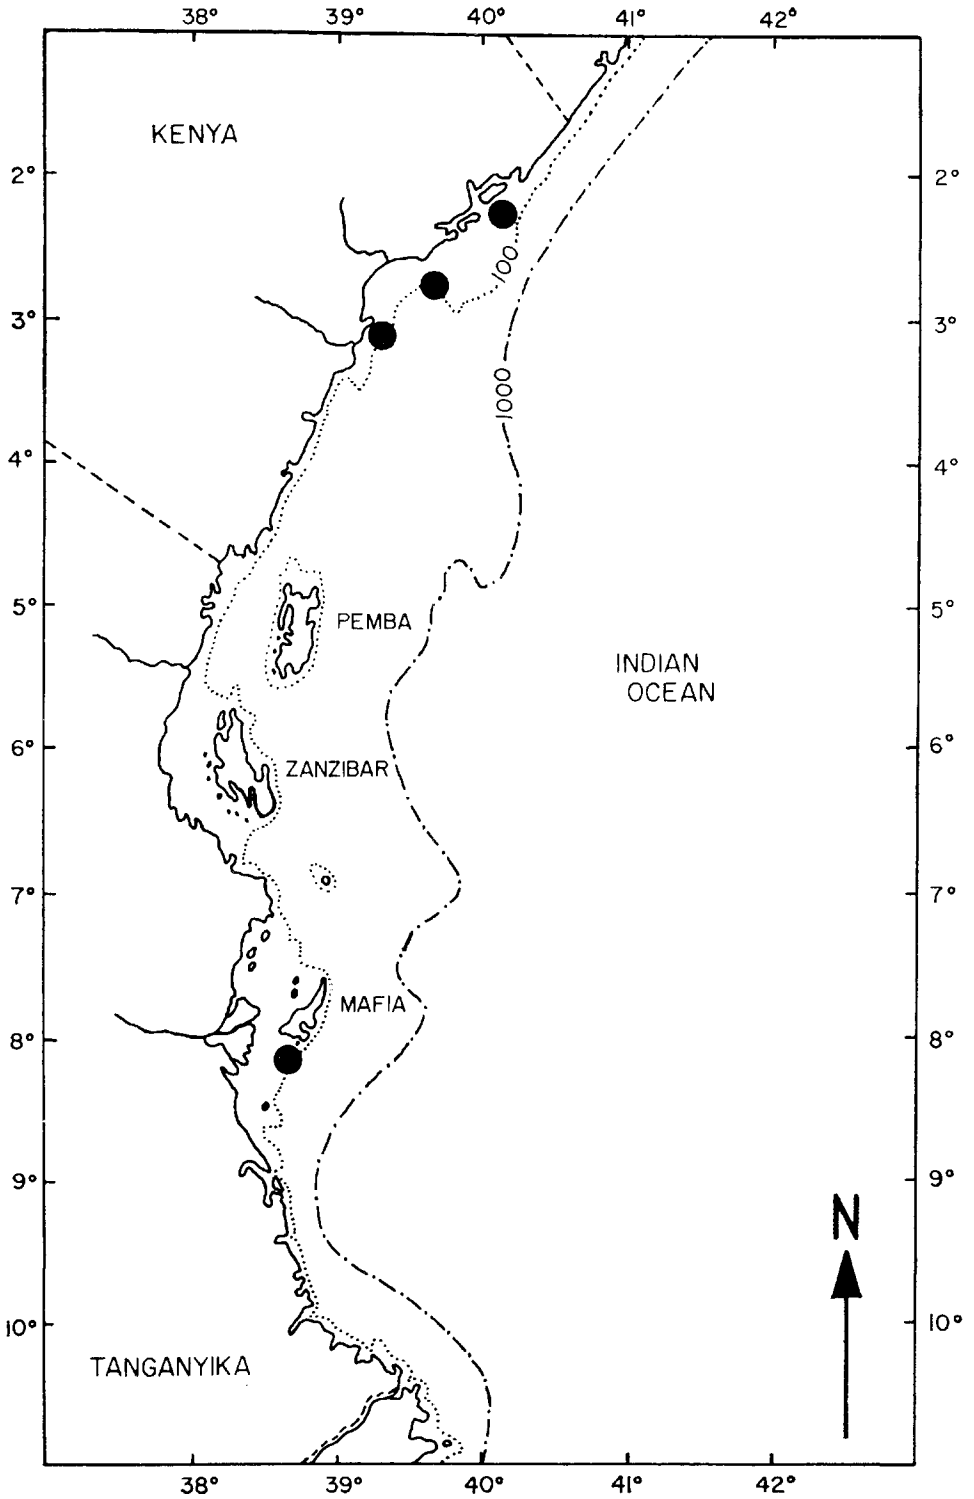 38° 39° 40° 41° 42°
KENYA
2° 2°
100
3° 3°
1000
4° 4°
5° 5°
PEMBA
INDIAN
OCEAN
6° 6°
ZANZIBAR
7° 7°
MAFIA
8° 8°
9° 9°
N
10° 10°
TANGANYIKA
38° 39° 40° 41° 42°